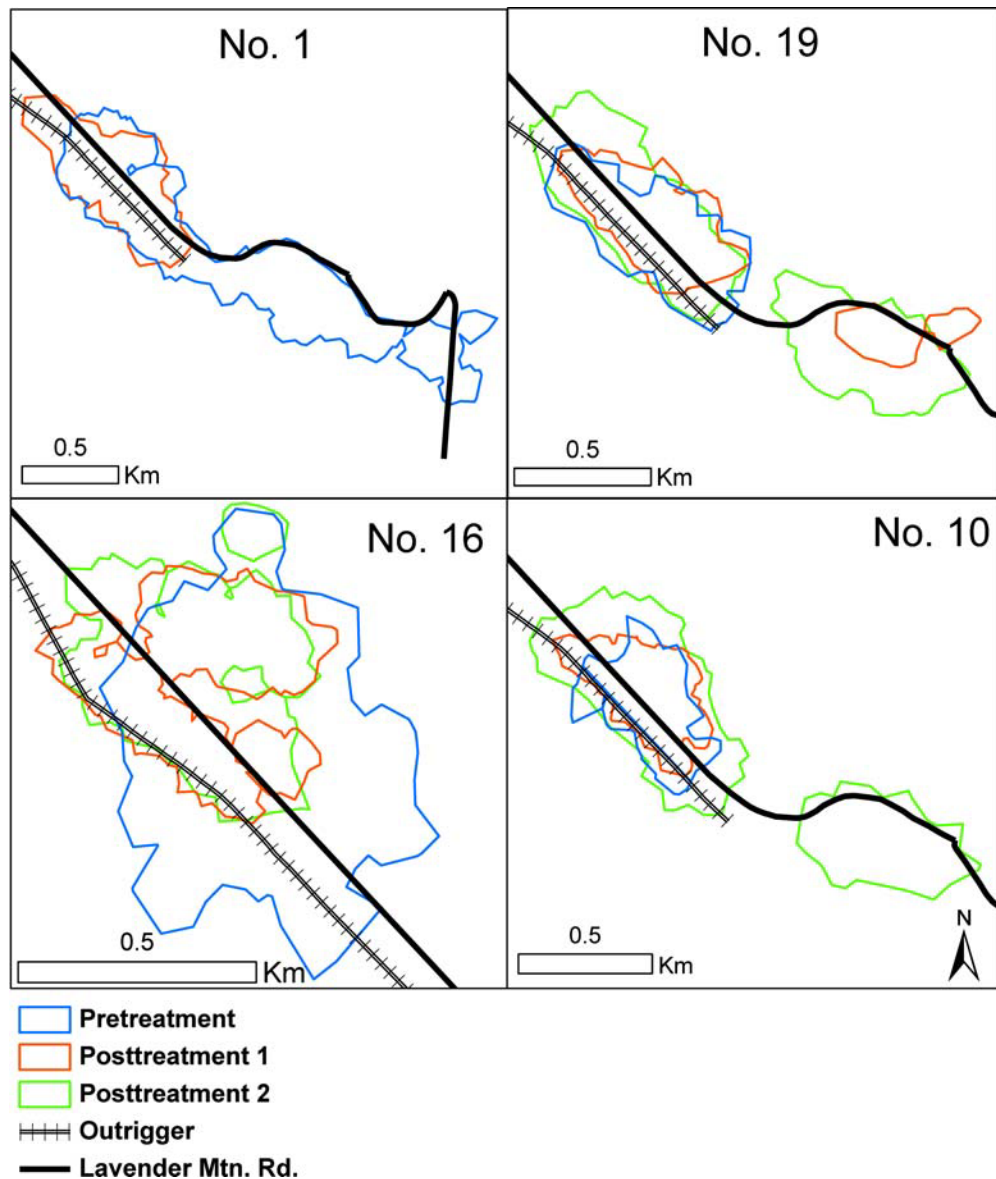 No. 1
No. 19
0.5
Km
0.5
Km
No. 16
No. 10
0.5
Km
0.5
Km
N
Pretreatment
Posttreatment 1
Posttreatment 2
Outrigger
Lavender Mtn. Rd.